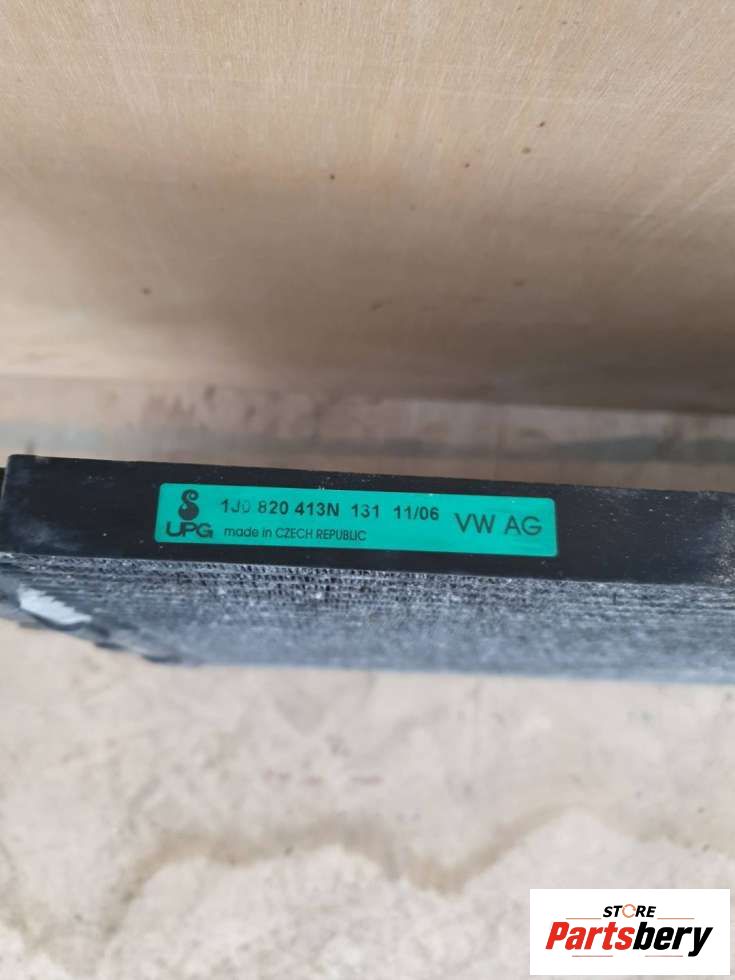 1J0 820 413N 131 11/06
UPG made in CZECH REPUBLIC
VW AG
STORE
Partsbery